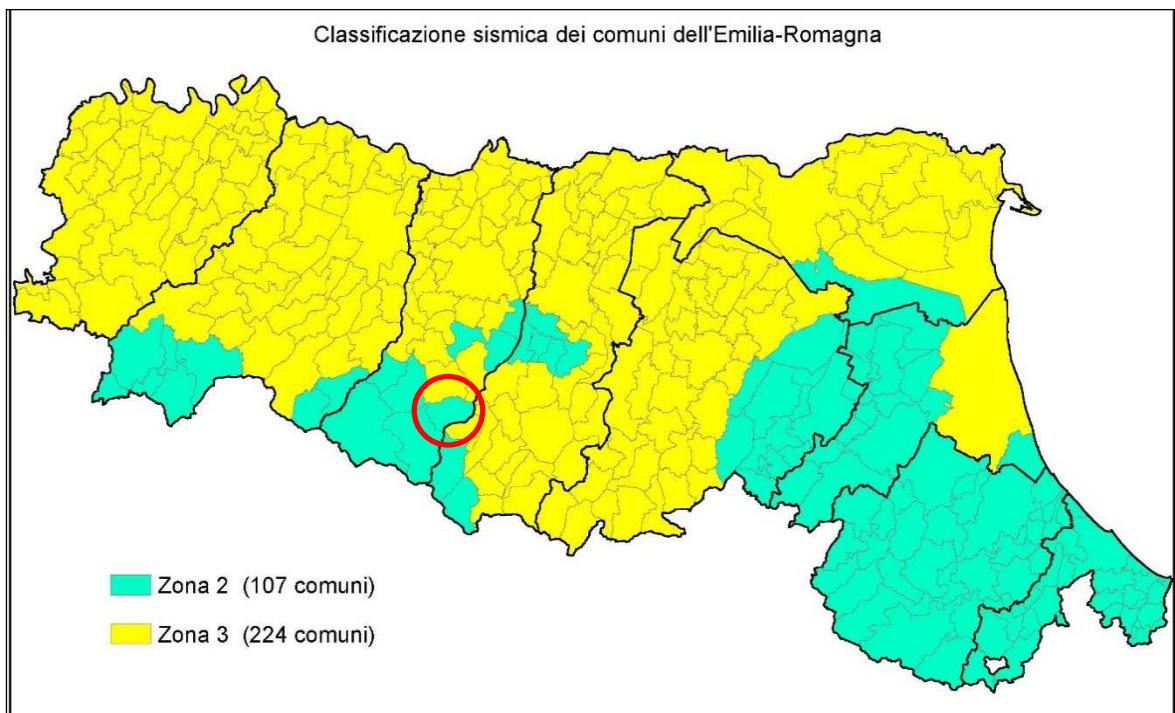 Classificazione sismica dei comuni dell'Emilia-Romagna
Zona 2 (107 comuni)
Zona 3 (224 comuni)